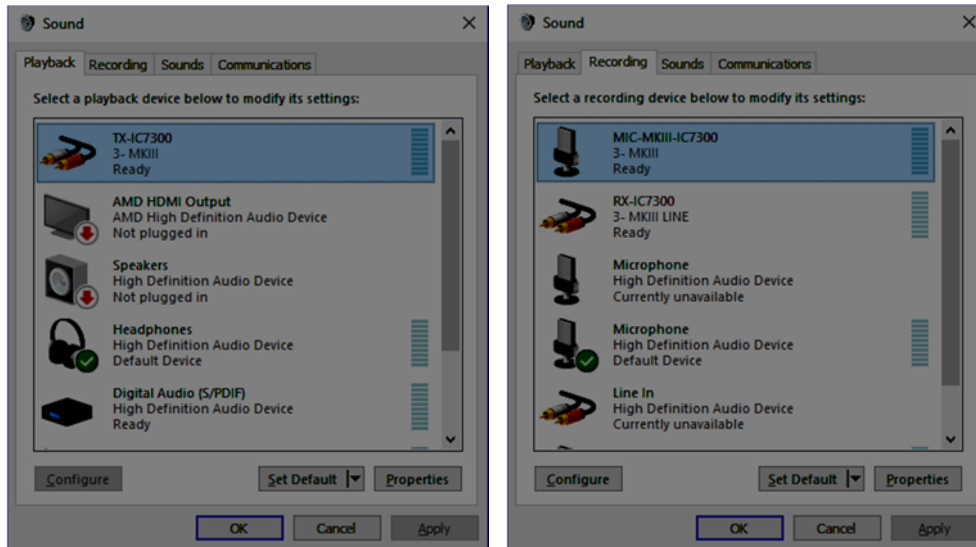 Sound
Playback Recording Sounds Communications
Select a playback device below to modify its settings:
TX-IC7300
3- MKIII
Ready
AMD HDMI Output
AMD High Definition Audio Device
Not plugged in
Speakers
High Definition Audio Device
Not plugged in
Headphones
High Definition Audio Device
Default Device
Digital Audio (S/PDIF)
High Definition Audio Device
Ready
Configure Set Default Properties
OK Cancel Apply
Sound
Playback Recording Sounds Communications
Select a recording device below to modify its settings:
MIC-MKIII-IC7300
3- MKIII
Ready
RX-IC7300
3- MKIII LINE
Ready
Microphone
High Definition Audio Device
Currently unavailable
Microphone
High Definition Audio Device
Default Device
Line In
High Definition Audio Device
Currently unavailable
Configure Set Default Properties
OK Cancel Apply